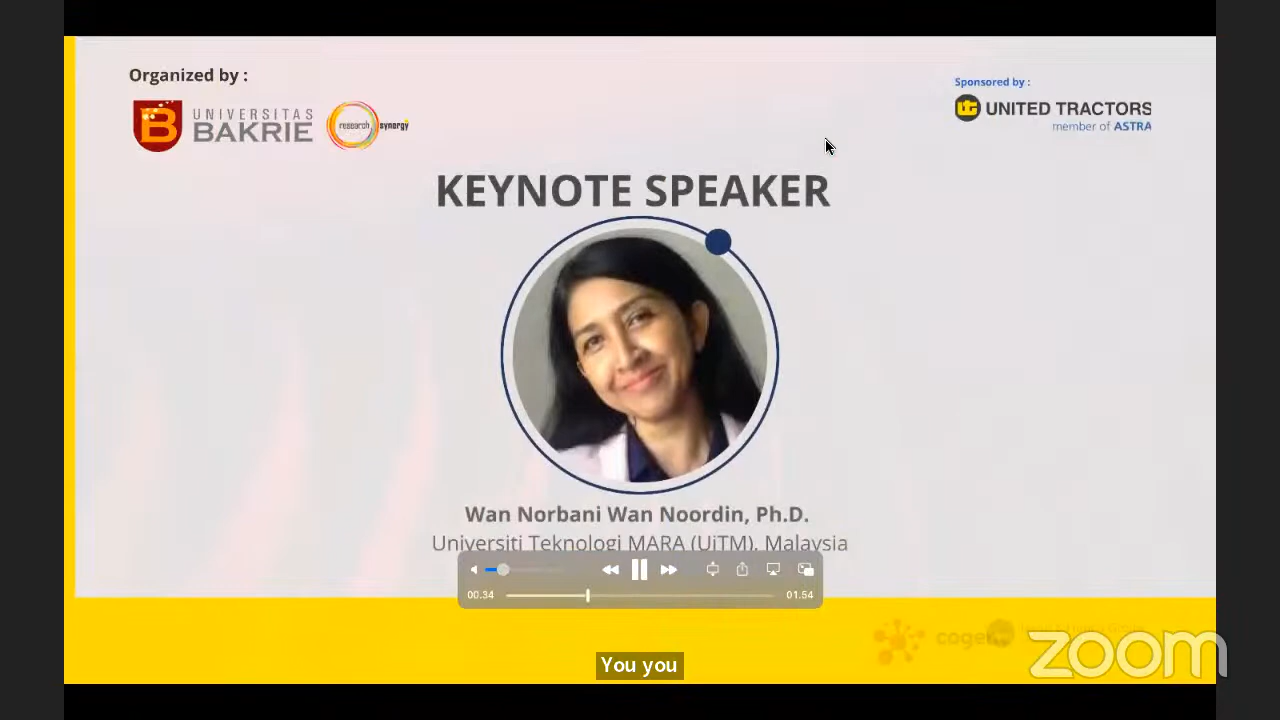 Organized by :
UNIVERSITAS
BAKRIE
research synergy
Sponsored by :
UNITED TRACTORS
member of ASTRA
KEYNOTE SPEAKER
Wan Norbani Wan Noordin, Ph.D.
Universiti Teknologi MARA (UiTM), Malaysia
00.34
01.54
zoom
You you